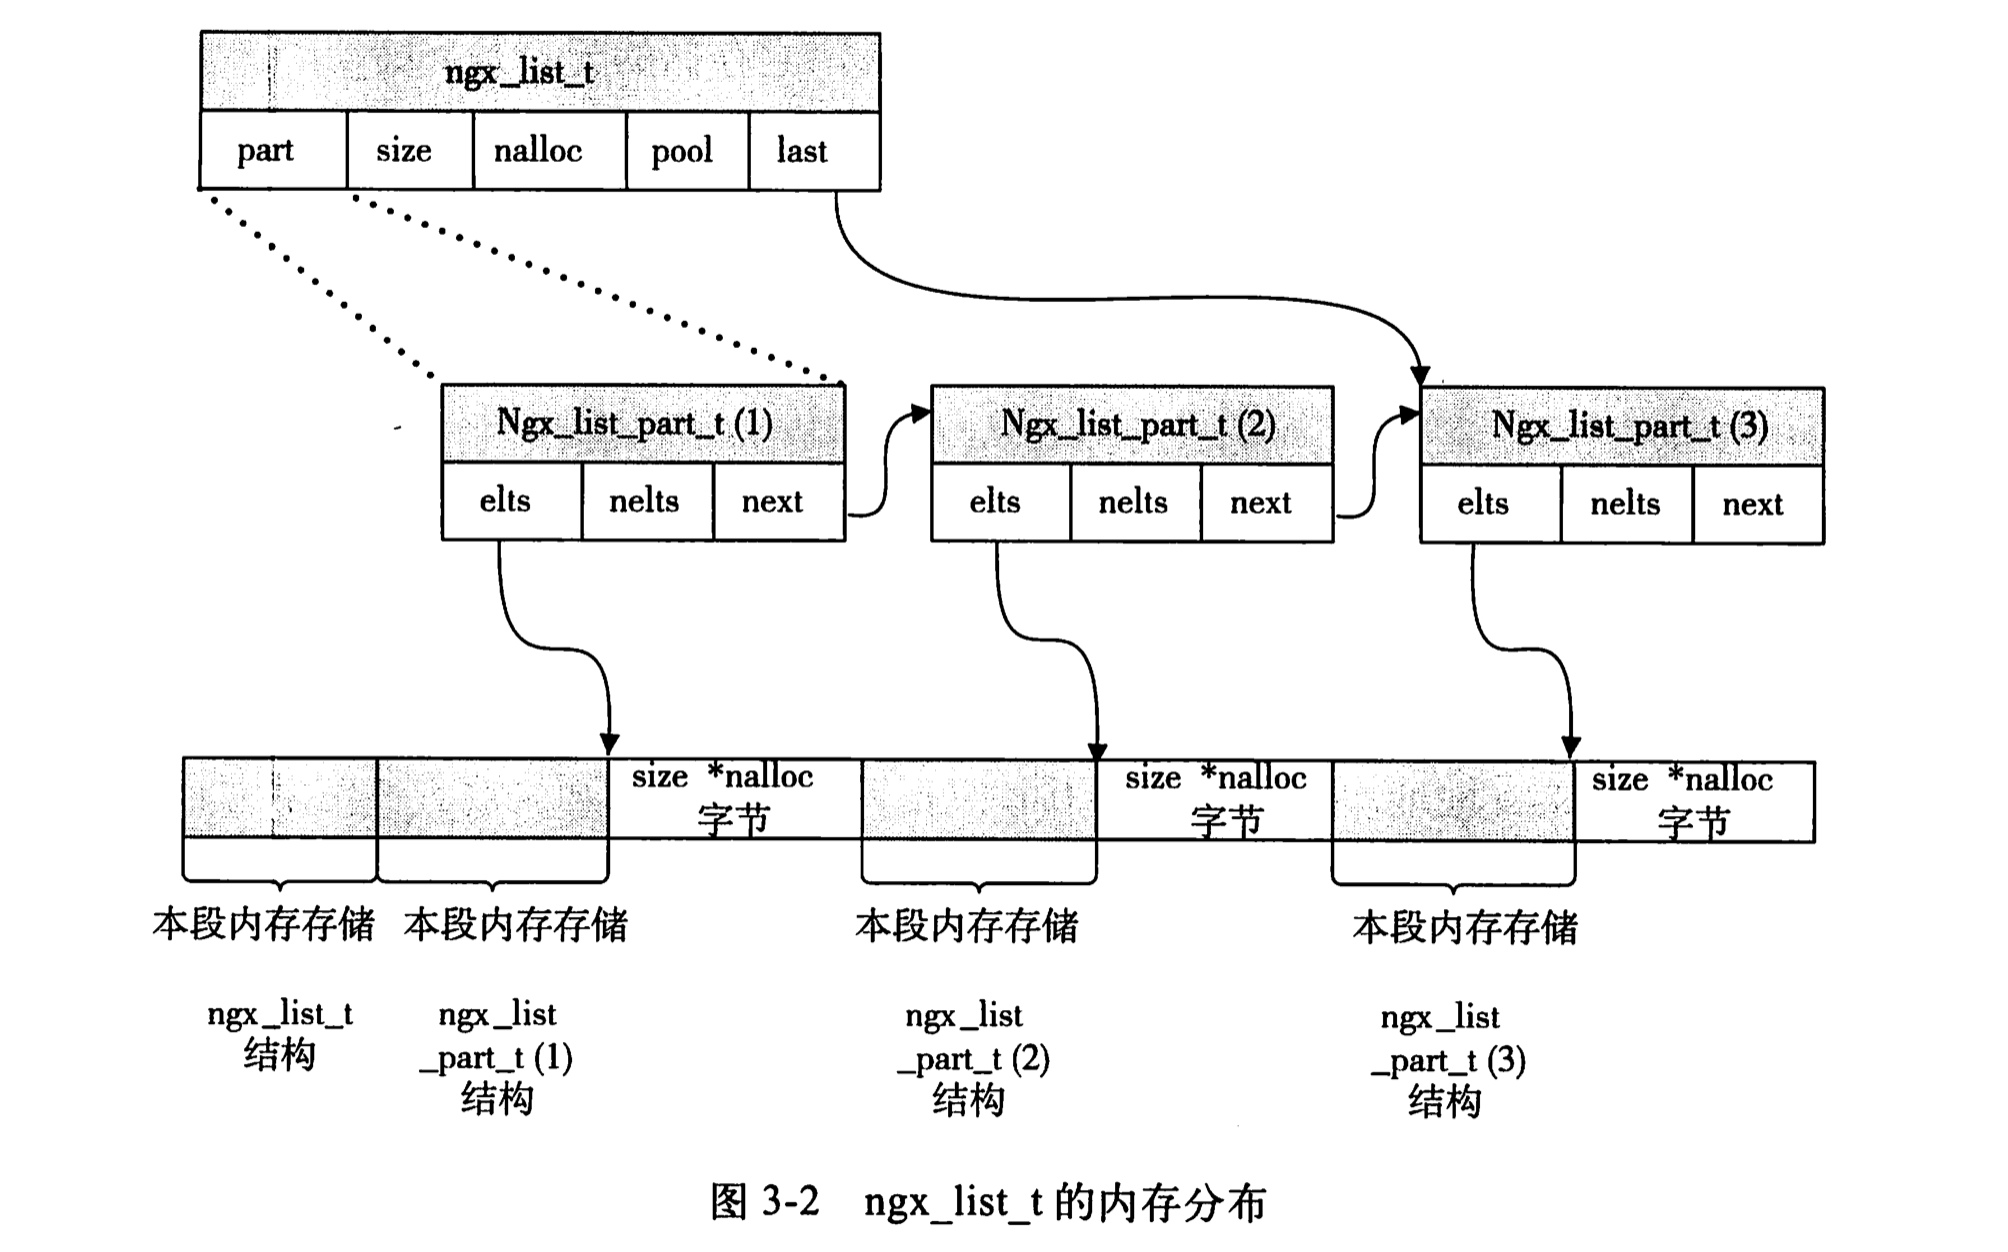 ngx_list_t
part size nalloc pool last
Ngx_list_part_t (1) Ngx_list_part_t (2) Ngx_list_part_t (3)
elts nelts next elts nelts next elts nelts next
size *nalloc size *nalloc size *nalloc
字节 字节 字节
本段内存存储 本段内存存储 本段内存存储 本段内存存储
ngx_list_t ngx_list ngx_list ngx_list
结构 _part_t (1) _part_t (2) _part_t (3)
结构 结构 结构
图 3-2 ngx_list_t 的内存分布